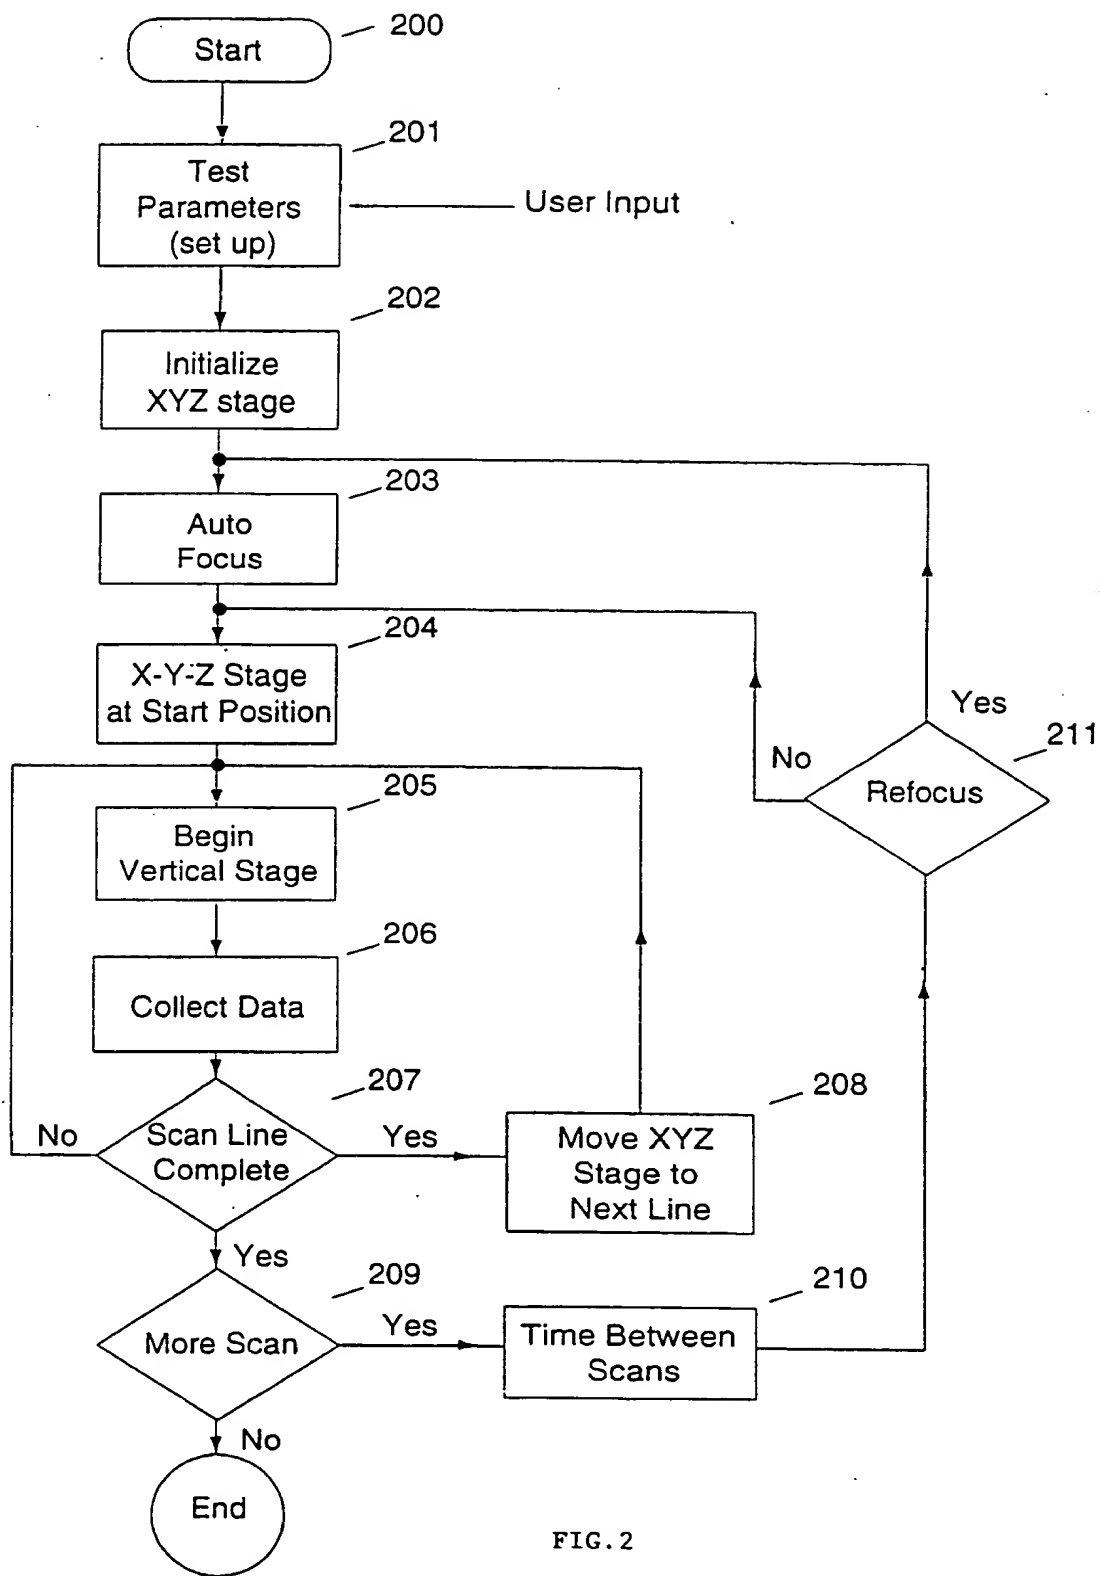 Start
200
201
Test
Parameters
(set up)
User Input
202
Initialize
XYZ stage
203
Auto
Focus
204
X-Y-Z Stage
at Start Position
Yes
211
No
Refocus
205
Begin
Vertical Stage
206
Collect Data
207
208
No
Scan Line
Complete
Yes
Move XYZ
Stage to
Next Line
Yes
209
210
More Scan
Yes
Time Between
Scans
No
End
FIG.2